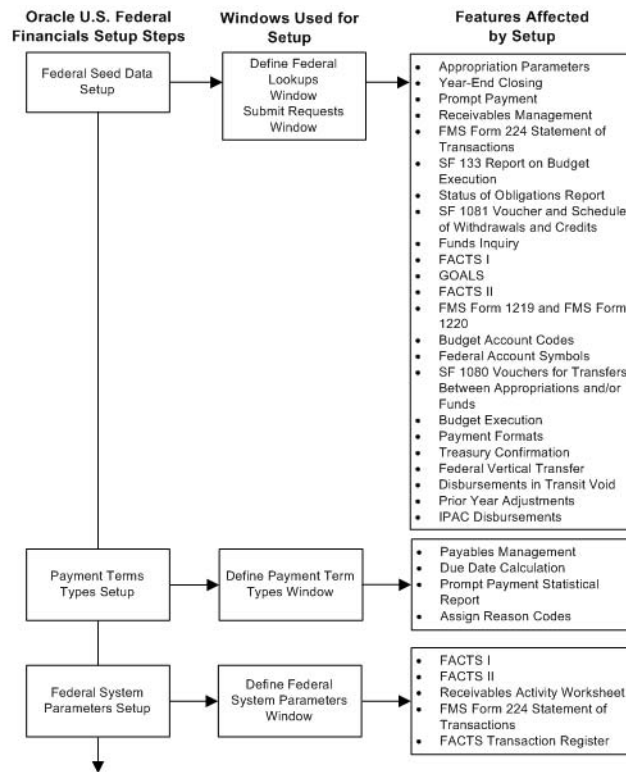 Oracle U.S. Federal
Financials Setup Steps
Windows Used for
Setup
Features Affected
by Setup
Federal Seed Data
Setup
Define Federal
Lookups
Window
Submit Requests
Window
• Appropriation Parameters
• Year-End Closing
• Prompt Payment
• Receivables Management
• FMS Form 224 Statement of
Transactions
• SF 133 Report on Budget
Execution
• Status of Obligations Report
• SF 1081 Voucher and Schedule
of Withdrawals and Credits
• Funds Inquiry
• FACTS I
• GOALS
• FACTS II
• FMS Form 1219 and FMS Form
1220
• Budget Account Codes
• Federal Account Symbols
• SF 1080 Vouchers for Transfers
Between Appropriations and/or
Funds
• Budget Execution
• Payment Formats
• Treasury Confirmation
• Federal Vertical Transfer
• Disbursements in Transit Void
• Prior Year Adjustments
• IPAC Disbursements
Payment Terms
Types Setup
Define Payment Term
Types Window
• Payables Management
• Due Date Calculation
• Prompt Payment Statistical
Report
• Assign Reason Codes
Federal System
Parameters Setup
Define Federal
System Parameters
Window
• FACTS I
• FACTS II
• Receivables Activity Worksheet
• FMS Form 224 Statement of
Transactions
• FACTS Transaction Register